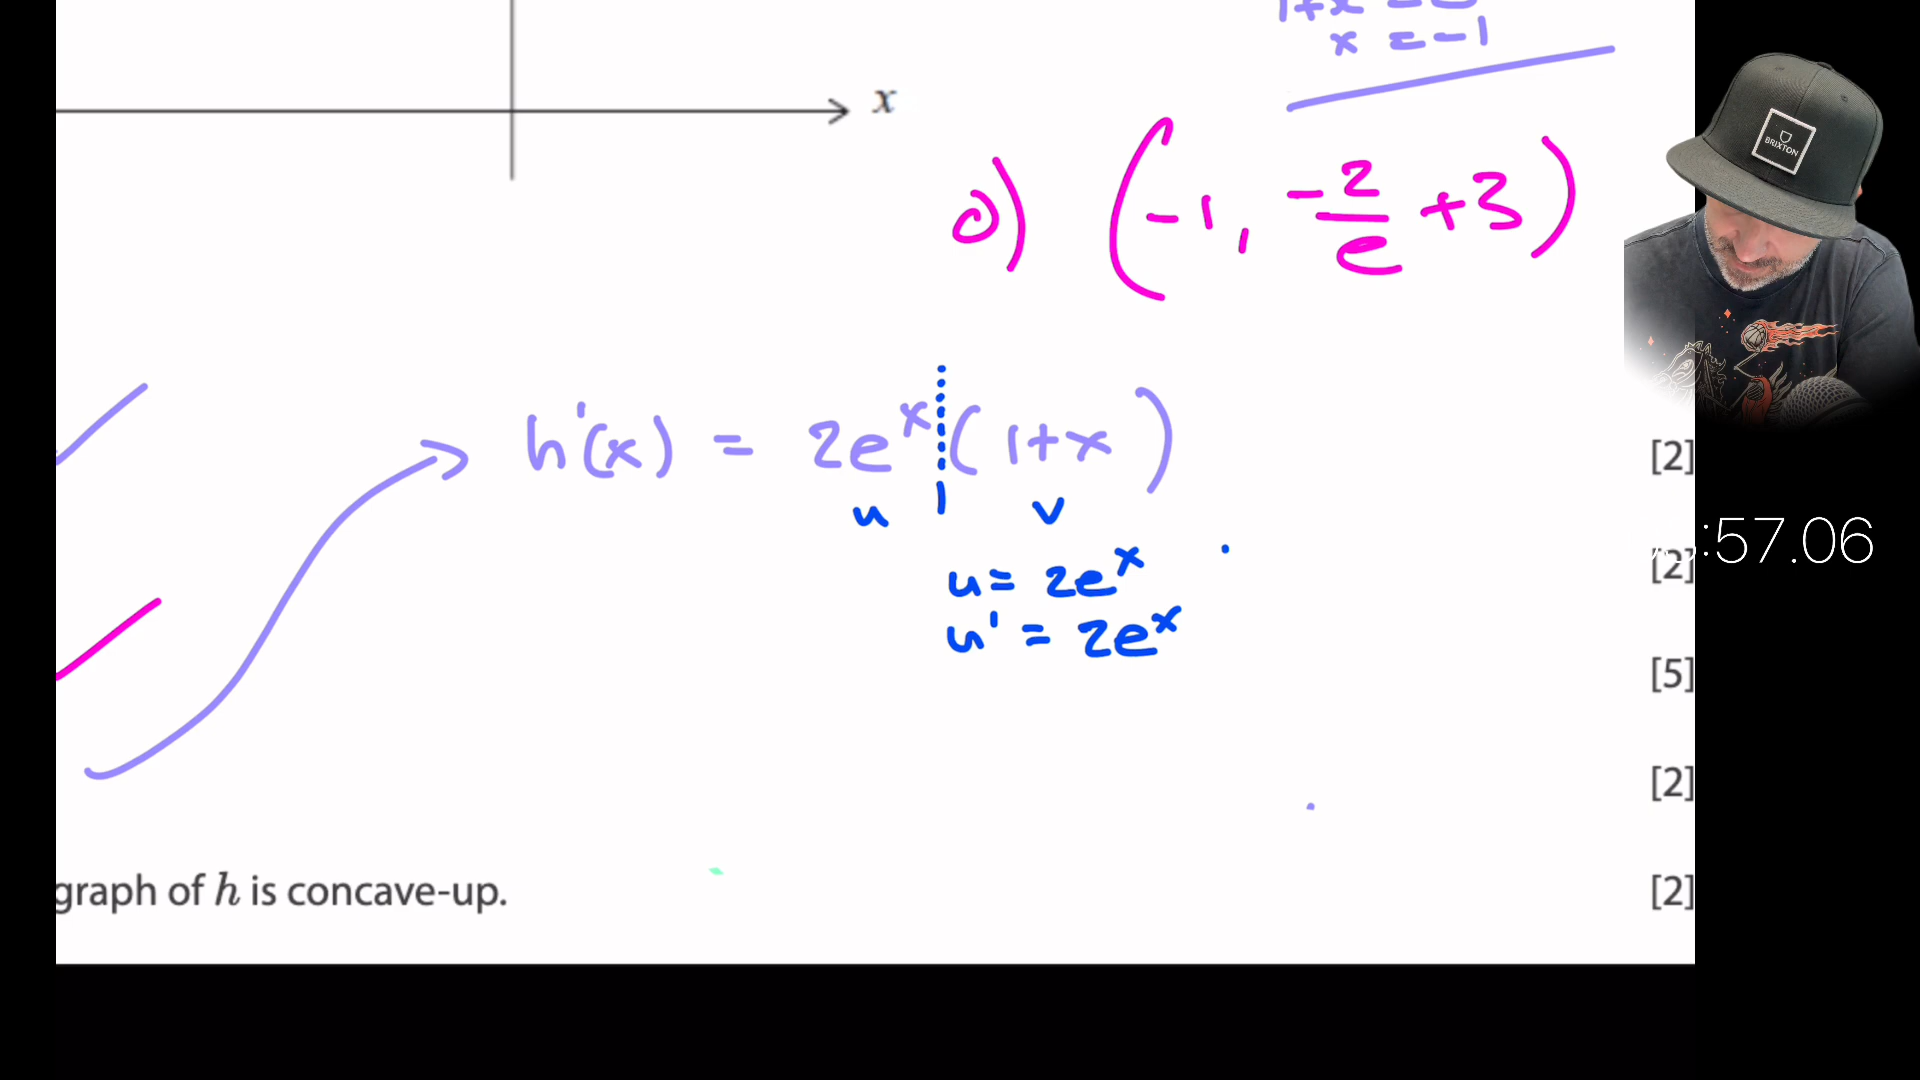 x = -1
x
BRIXTON
a) (-1, -2/e +3)
h'(x) = 2e^x (1+x)
[2]
u v
:57.06
u = 2e^x
[2]
u' = 2e^x
[5]
[2]
graph of h is concave-up.
[2]